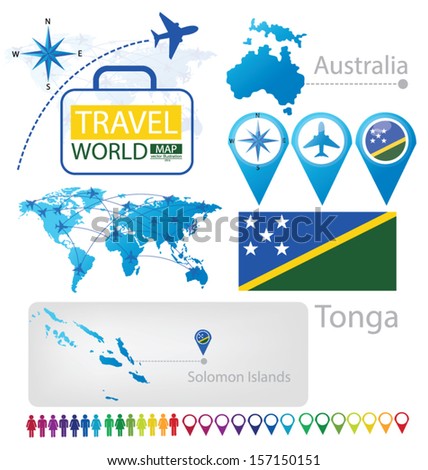 N
W
E
S
TRAVEL
WORLD MAP
vector illustration
Australia
N
W
E
S
Tonga
Solomon Islands
shutterstock
www.shutterstock.com · 157150151